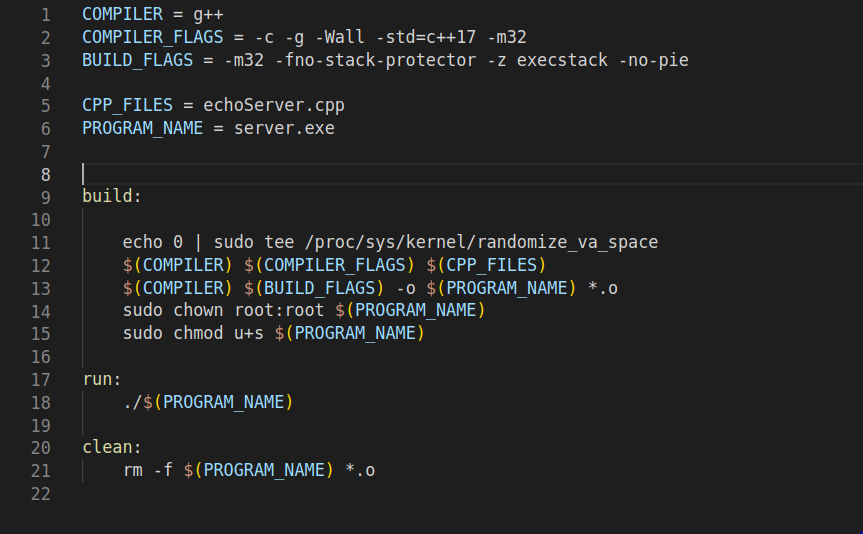 1 COMPILER = g++
2 COMPILER_FLAGS = -c -g -Wall -std=c++17 -m32
3 BUILD_FLAGS = -m32 -fno-stack-protector -z execstack -no-pie
4
5 CPP_FILES = echoServer.cpp
6 PROGRAM_NAME = server.exe
7
8
9 build:
10
11     echo 0 | sudo tee /proc/sys/kernel/randomize_va_space
12     $(COMPILER) $(COMPILER_FLAGS) $(CPP_FILES)
13     $(COMPILER) $(BUILD_FLAGS) -o $(PROGRAM_NAME) *.o
14     sudo chown root:root $(PROGRAM_NAME)
15     sudo chmod u+s $(PROGRAM_NAME)
16
17 run:
18     ./$(PROGRAM_NAME)
19
20 clean:
21     rm -f $(PROGRAM_NAME) *.o
22